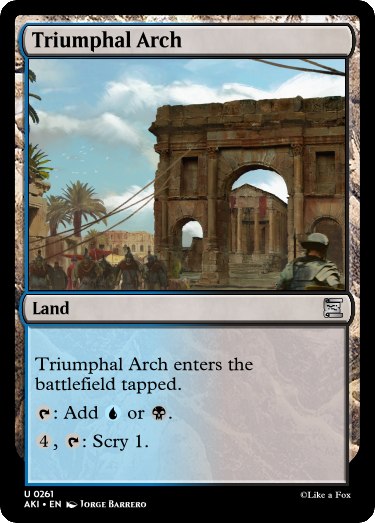 Triumphal Arch
Land
Triumphal Arch enters the
battlefield tapped.
: Add or .
4 , : Scry 1.
U 0261
AKI • EN Jorge Barrero
©Like a Fox